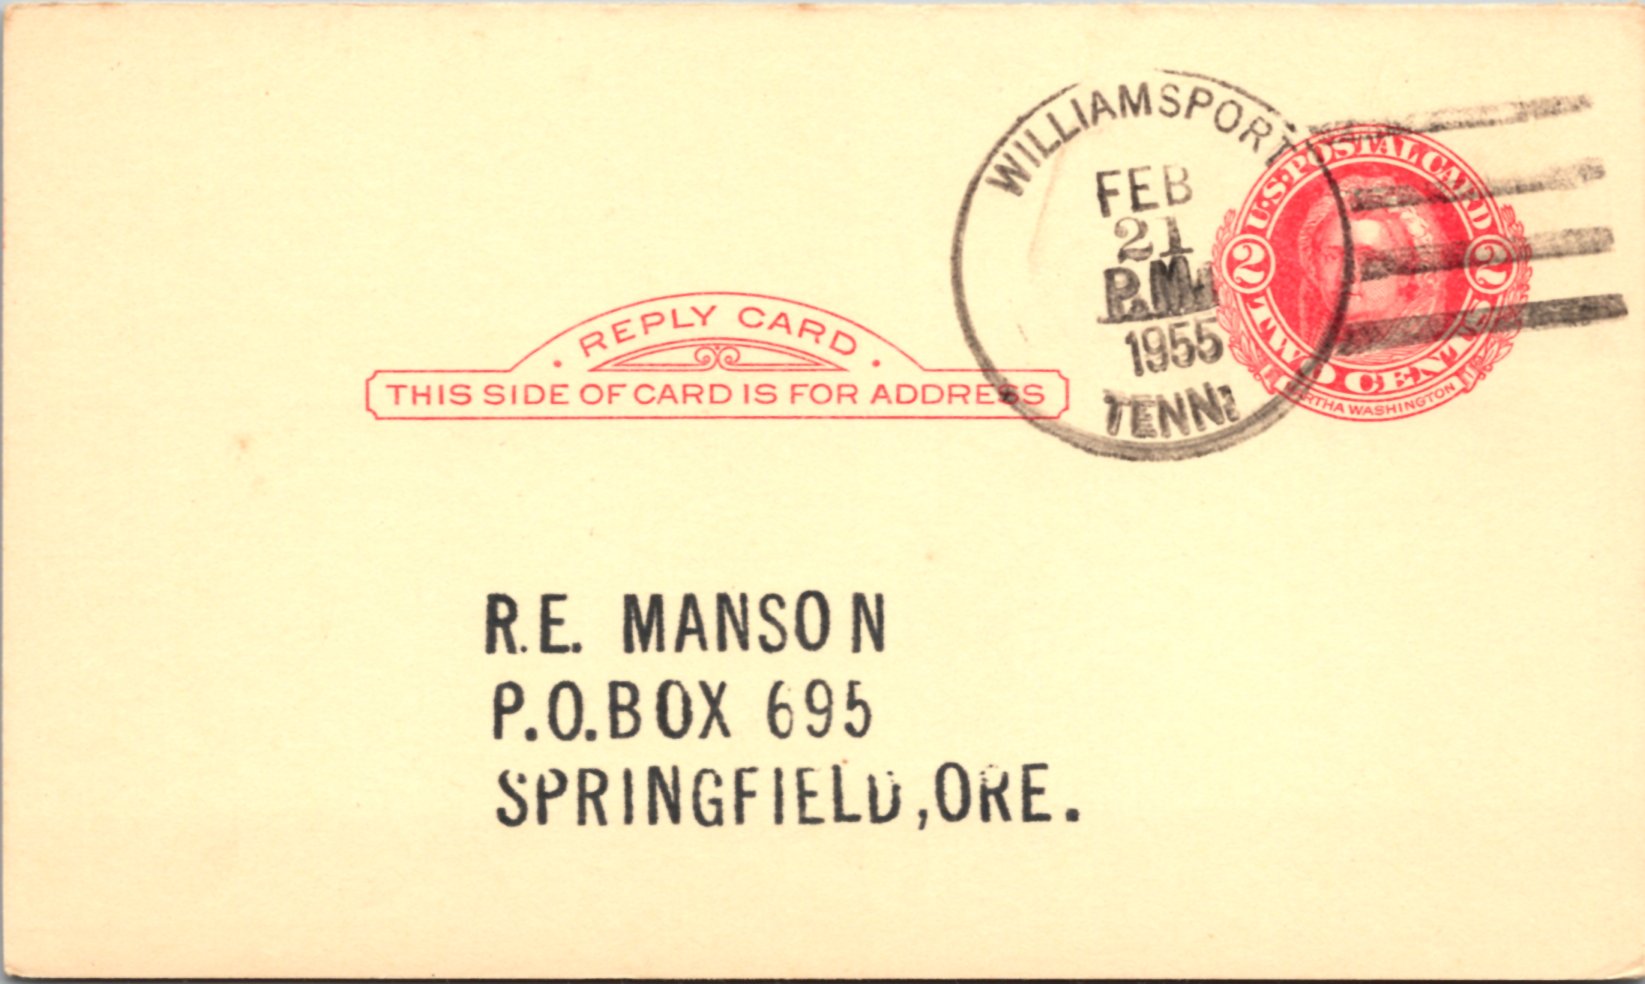 WILLIAMSPORT
FEB
21
P.M.
1955
TENN.
U.S. POSTAL CARD
2 2
TWO CENTS
MARTHA WASHINGTON
· REPLY CARD ·
THIS SIDE OF CARD IS FOR ADDRESS
R.E. MANSON
P.O.BOX 695
SPRINGFIELD,ORE.